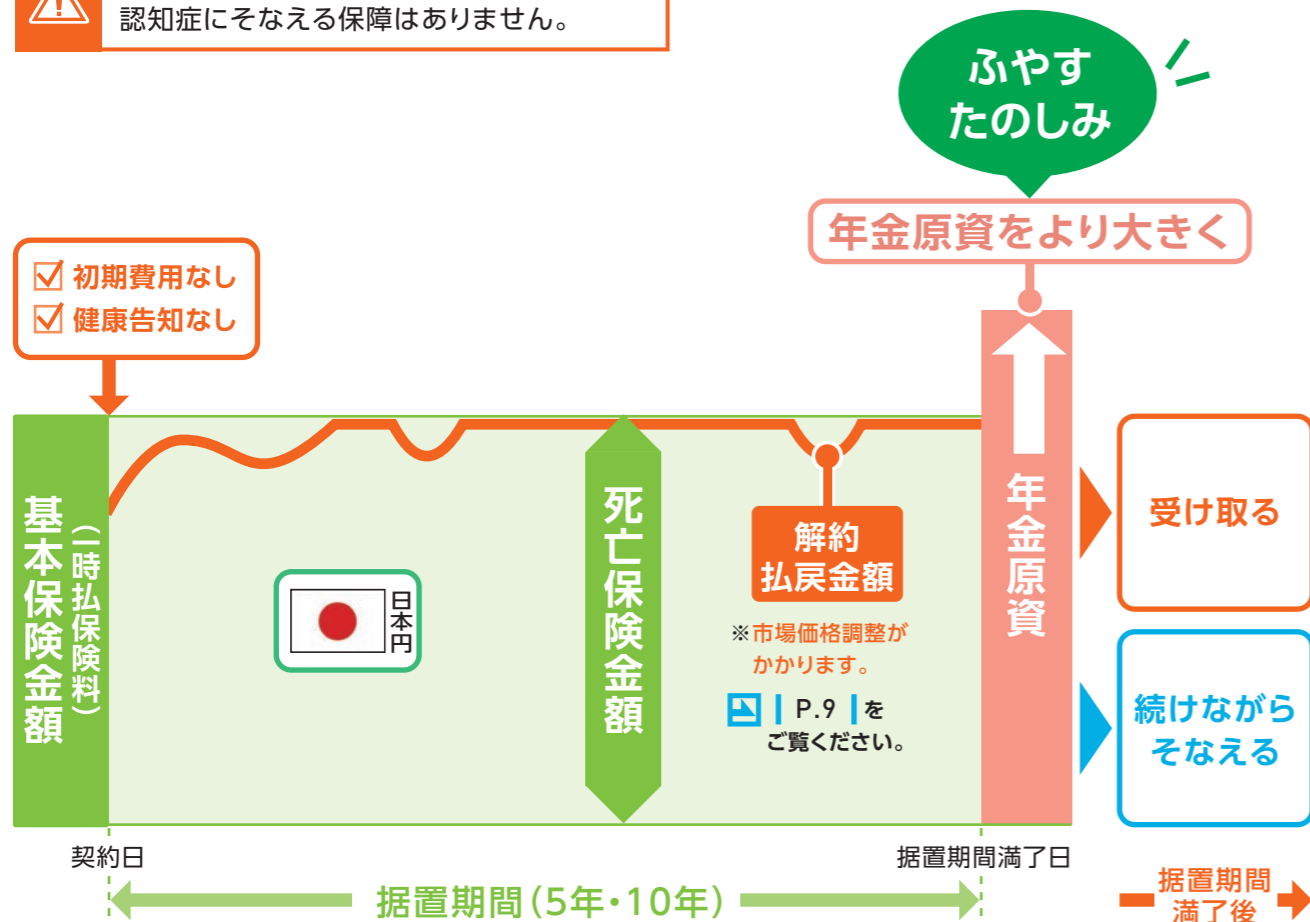 認知症にそなえる保障はありません。
ふやす
たのしみ
年金原資をより大きく
初期費用なし
健康告知なし
基本保険金額
(一時払保険料)
日本円
死亡保険金額
解約
払戻金額
※市場価格調整が
かかります。
P.9 を
ご覧ください。
年金原資
受け取る
続けながら
そなえる
契約日
据置期間満了日
据置期間(5年・10年)
据置期間
満了後